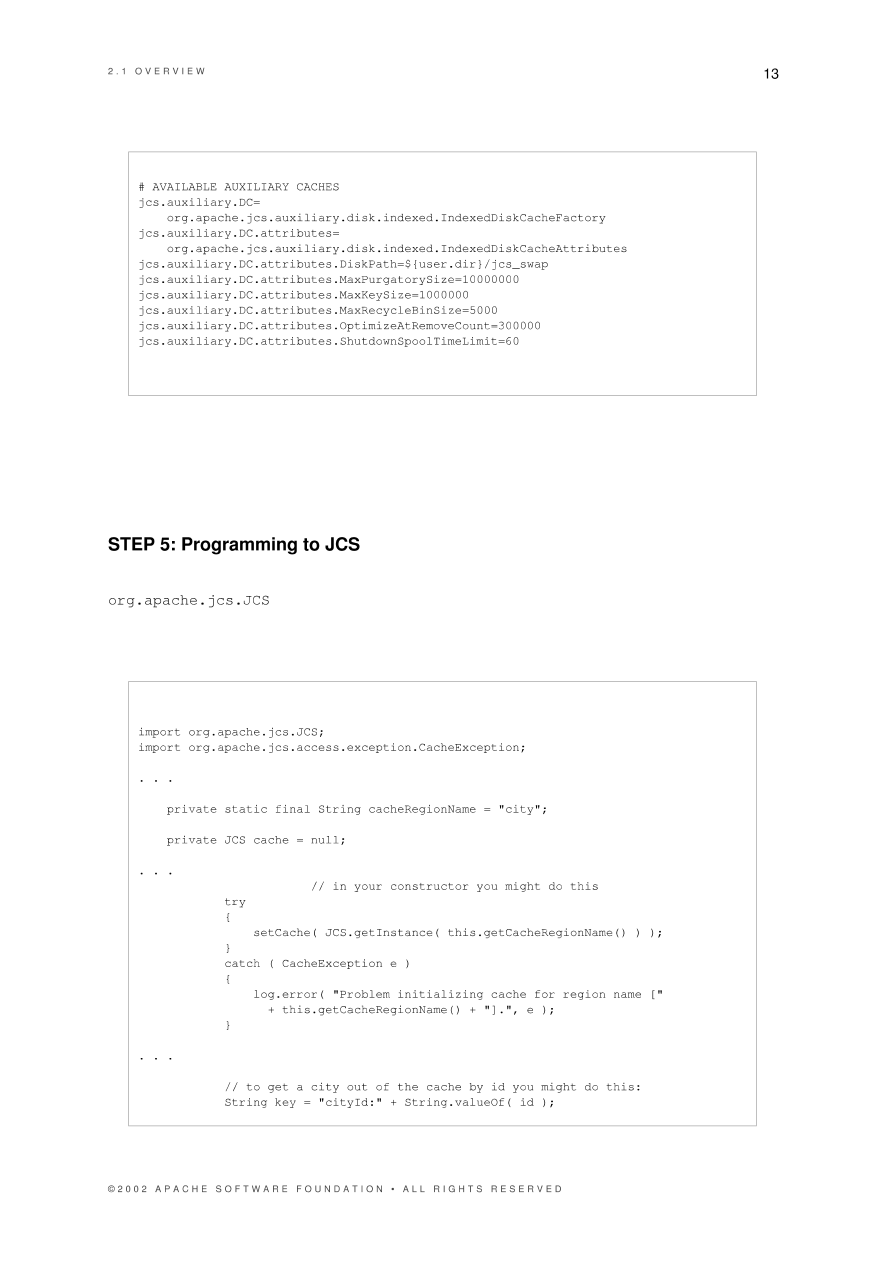 2.1 OVERVIEW
13
# AVAILABLE AUXILIARY CACHES
jcs.auxiliary.DC=
    org.apache.jcs.auxiliary.disk.indexed.IndexedDiskCacheFactory
jcs.auxiliary.DC.attributes=
    org.apache.jcs.auxiliary.disk.indexed.IndexedDiskCacheAttributes
jcs.auxiliary.DC.attributes.DiskPath=${user.dir}/jcs_swap
jcs.auxiliary.DC.attributes.MaxPurgatorySize=10000000
jcs.auxiliary.DC.attributes.MaxKeySize=1000000
jcs.auxiliary.DC.attributes.MaxRecycleBinSize=5000
jcs.auxiliary.DC.attributes.OptimizeAtRemoveCount=300000
jcs.auxiliary.DC.attributes.ShutdownSpoolTimeLimit=60
STEP 5: Programming to JCS
org.apache.jcs.JCS
import org.apache.jcs.JCS;
import org.apache.jcs.access.exception.CacheException;
. . .
    private static final String cacheRegionName = "city";
    private JCS cache = null;
. . .
                        // in your constructor you might do this
            try
            {
                setCache( JCS.getInstance( this.getCacheRegionName() ) );
            }
            catch ( CacheException e )
            {
                log.error( "Problem initializing cache for region name ["
                  + this.getCacheRegionName() + "].", e );
            }
. . .
            // to get a city out of the cache by id you might do this:
            String key = "cityId:" + String.valueOf( id );
©2002 APACHE SOFTWARE FOUNDATION • ALL RIGHTS RESERVED